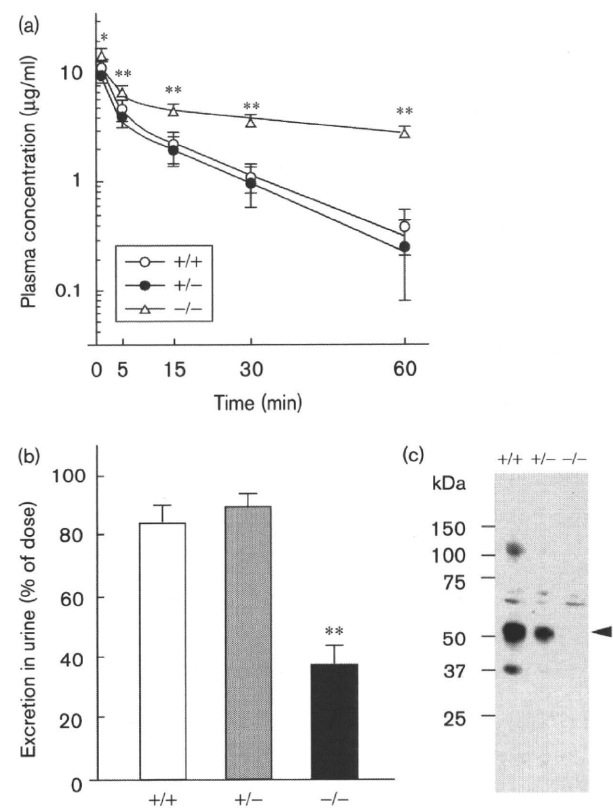 (a)
Plasma concentration (µg/ml)
10
1
0.1
*
**
**
**
**
+/+
+/−
−/−
0 5 15 30 60
Time (min)
(b)
Excretion in urine (% of dose)
100
80
60
40
20
0
**
+/+ +/− −/−
(c)
+/+ +/− −/−
kDa
150
100
75
50
37
25